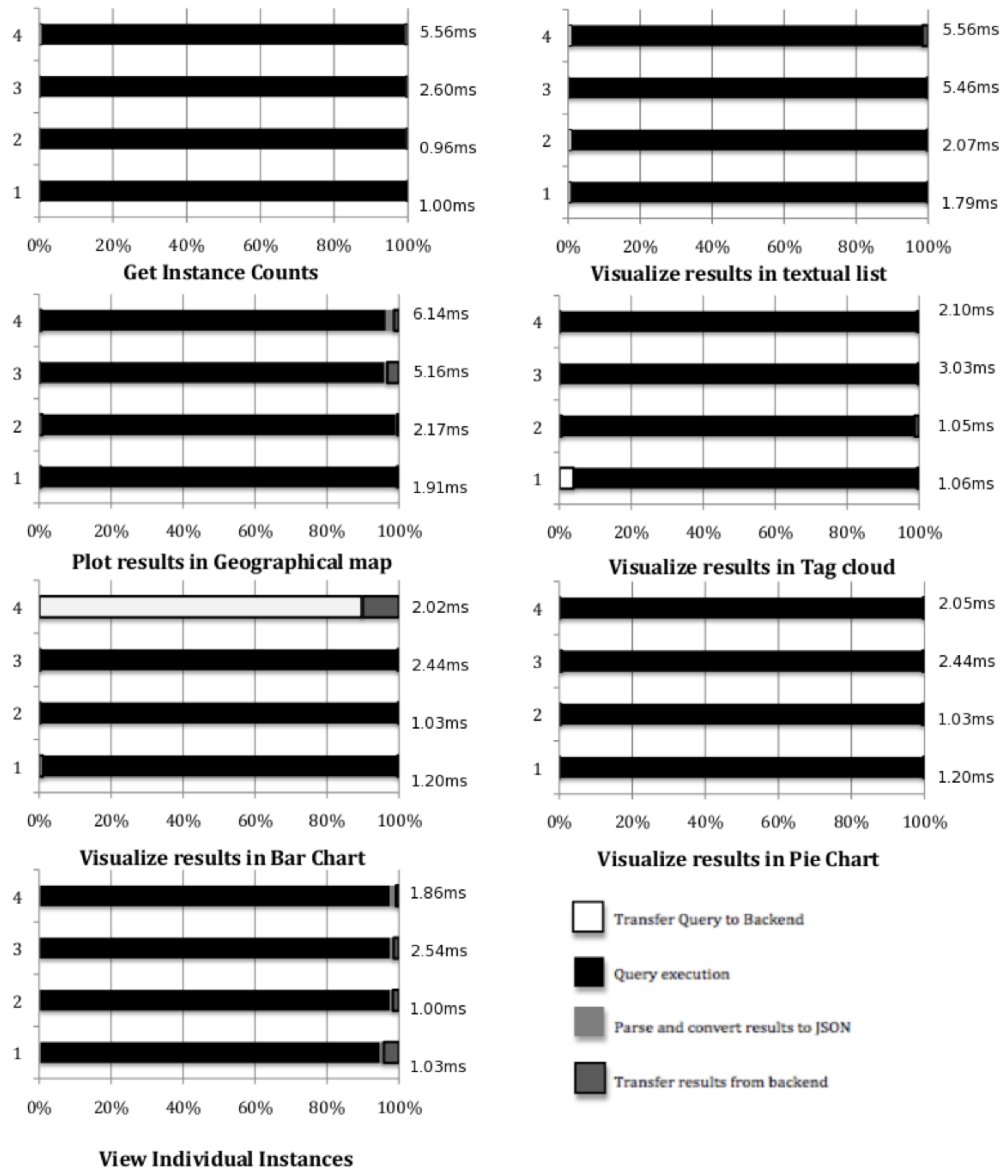 4 5.56ms
3 2.60ms
2 0.96ms
1 1.00ms
0% 20% 40% 60% 80% 100%
Get Instance Counts
4 5.56ms
3 5.46ms
2 2.07ms
1 1.79ms
0% 20% 40% 60% 80% 100%
Visualize results in textual list
4 6.14ms
3 5.16ms
2 2.17ms
1 1.91ms
0% 20% 40% 60% 80% 100%
Plot results in Geographical map
4 2.10ms
3 3.03ms
2 1.05ms
1 1.06ms
0% 20% 40% 60% 80% 100%
Visualize results in Tag cloud
4 2.02ms
3 2.44ms
2 1.03ms
1 1.20ms
0% 20% 40% 60% 80% 100%
Visualize results in Bar Chart
4 2.05ms
3 2.44ms
2 1.03ms
1 1.20ms
0% 20% 40% 60% 80% 100%
Visualize results in Pie Chart
4 1.86ms
3 2.54ms
2 1.00ms
1 1.03ms
0% 20% 40% 60% 80% 100%
View Individual Instances
Transfer Query to Backend
Query execution
Parse and convert results to JSON
Transfer results from backend